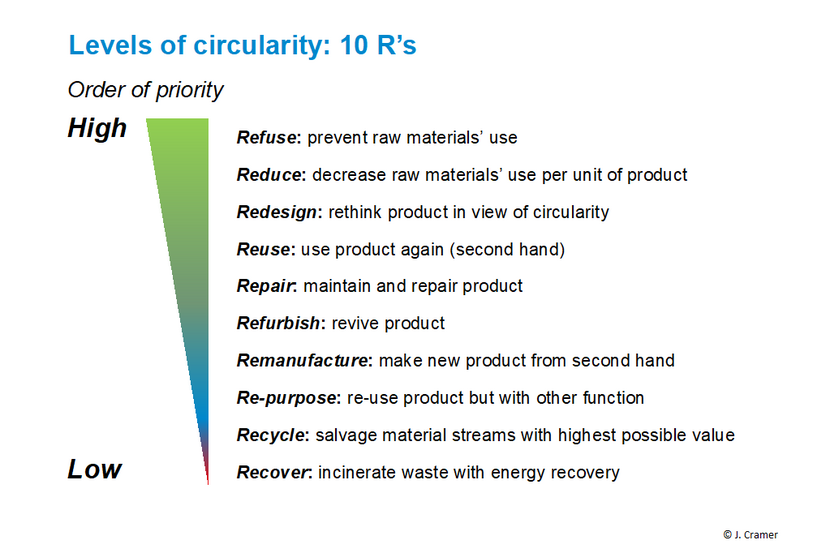 Levels of circularity: 10 R’s
Order of priority
High
Refuse: prevent raw materials’ use
Reduce: decrease raw materials’ use per unit of product
Redesign: rethink product in view of circularity
Reuse: use product again (second hand)
Repair: maintain and repair product
Refurbish: revive product
Remanufacture: make new product from second hand
Re-purpose: re-use product but with other function
Recycle: salvage material streams with highest possible value
Low
Recover: incinerate waste with energy recovery
© J. Cramer